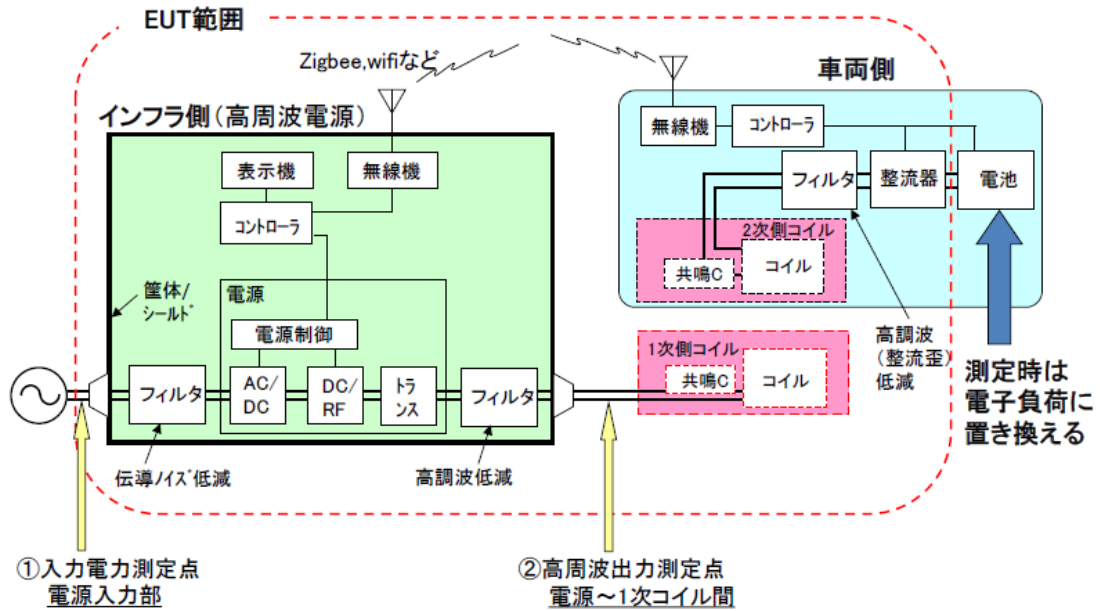 EUT範囲
Zigbee,wifiなど
車両側
インフラ側(高周波電源)
無線機
コントローラ
表示機
無線機
フィルタ
整流器
電池
コントローラ
2次側コイル
共鳴C
コイル
筐体/
シールド
電源
電源制御
高調波
(整流歪)
低減
1次側コイル
共鳴C
コイル
フィルタ
AC/
DC
DC/
RF
トラ
ンス
フィルタ
測定時は
電子負荷に
置き換える
伝導ノイズ低減
高調波低減
①入力電力測定点
電源入力部
②高周波出力測定点
電源～1次コイル間